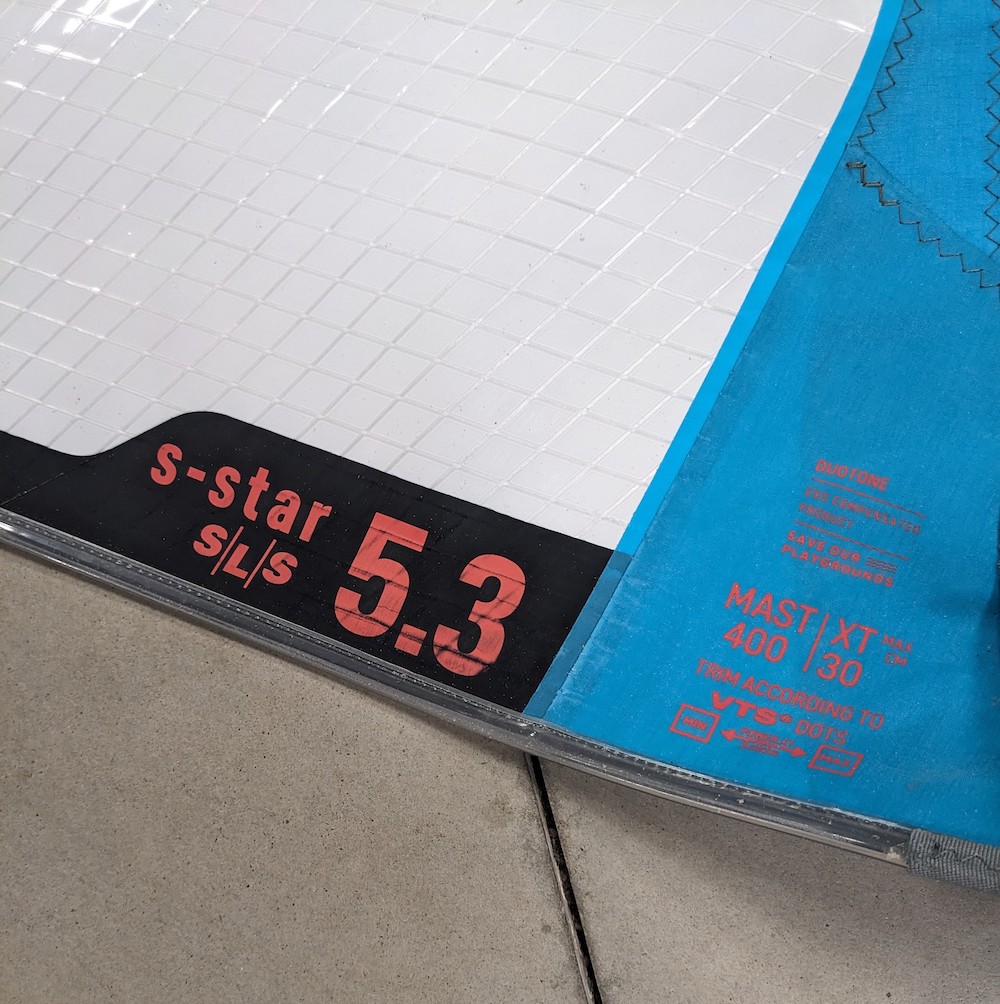 s-star
S/L/S
5.3
DUOTONE
CO2 COMPENSATED
PRODUCT
SAVE OUR
PLAYGROUNDS
MAST 400 | XT 30 MAX CM
TRIM ACCORDING TO
VTS DOTS
MIN
MAX